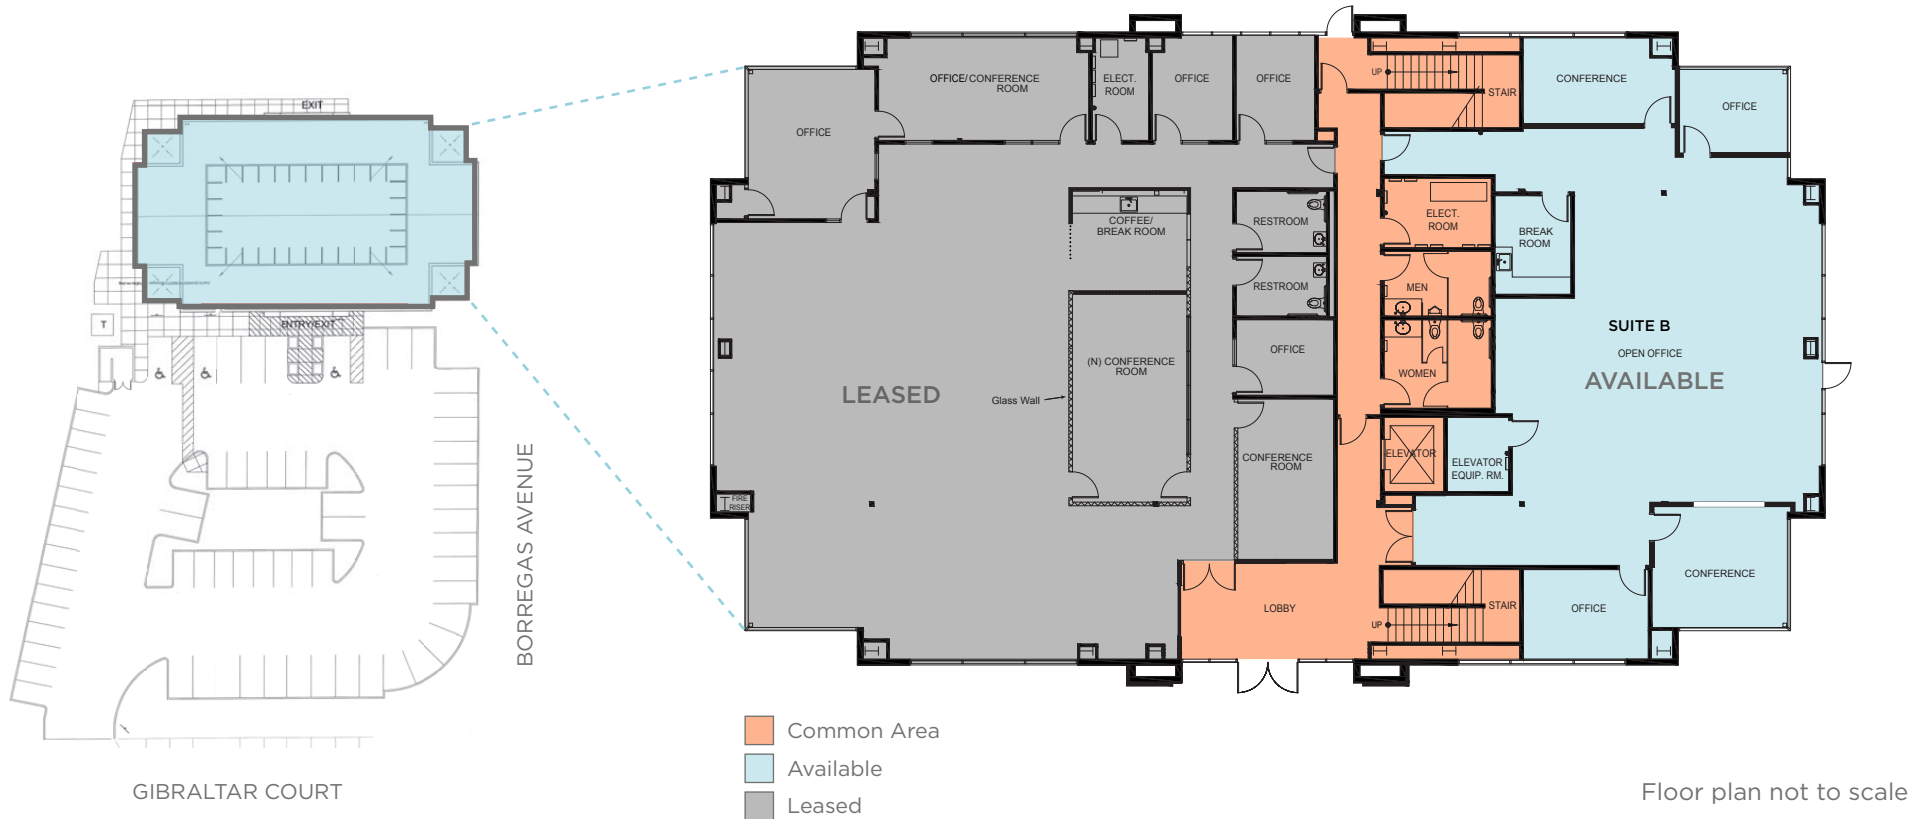 EXIT
ENTRY/EXIT
T
BORREGAS AVENUE
GIBRALTAR COURT
OFFICE
OFFICE/CONFERENCE
ROOM
ELECT.
ROOM
OFFICE
OFFICE
UP
STAIR
CONFERENCE
OFFICE
COFFEE/
BREAK ROOM
RESTROOM
RESTROOM
ELECT.
ROOM
BREAK
ROOM
MEN
(N) CONFERENCE
ROOM
OFFICE
WOMEN
SUITE B
OPEN OFFICE
AVAILABLE
LEASED
Glass Wall
CONFERENCE
ROOM
ELEVATOR
ELEVATOR
EQUIP. RM.
FIRE
RISER
LOBBY
UP
STAIR
OFFICE
CONFERENCE
Common Area
Available
Leased
Floor plan not to scale